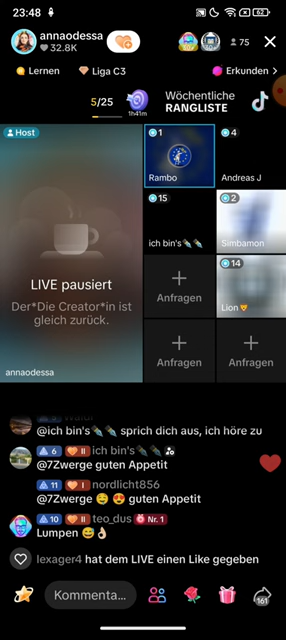 23:48
62
annaodessa
32.8K
75
Lernen
Liga C3
Erkunden >
5/25
1h41m
Wöchentliche
RANGLISTE
Host
1
Rambo
4
Andreas J
LIVE pausiert
Der*Die Creator*in ist
gleich zurück.
annaodessa
15
ich bin's✒️✒️
2
Simbamon
Anfragen
14
Lion🦁
Anfragen
Anfragen
@ich bin's✒️✒️ sprich dich aus, ich höre zu
6 II ich bin's✒️✒️
@7Zwerge guten Appetit
11 I nordlicht856
@7Zwerge 😋 😍 guten Appetit
10 II teo_dus Nr. 1
Lumpen 😅👌🏻
lexager4 hat dem LIVE einen Like gegeben
Kommenta...
161